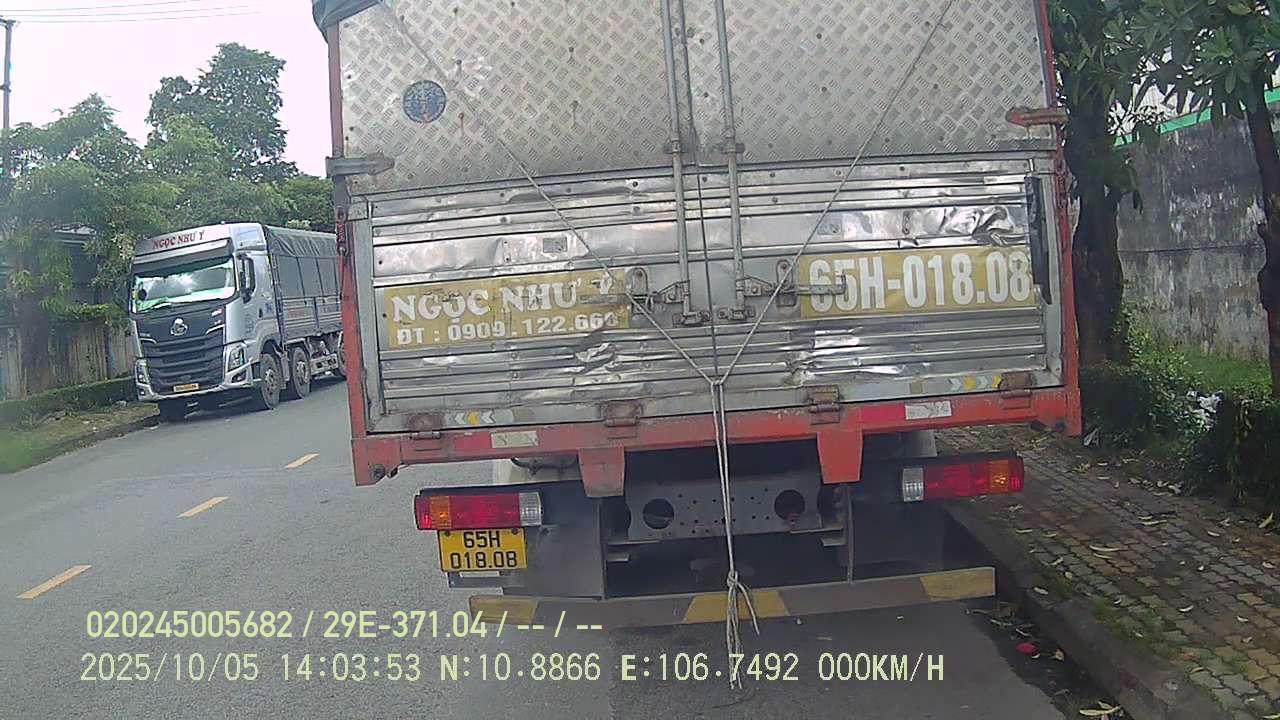 NGỌC NHƯ Ý
NGỌC NHƯ Ý
ĐT : 0909.122.666
65H-018.08
65H
018.08
020245005682 / 29E-371.04 / -- / --
2025/10/05 14:03:53 N:10.8866 E:106.7492 000KM/H